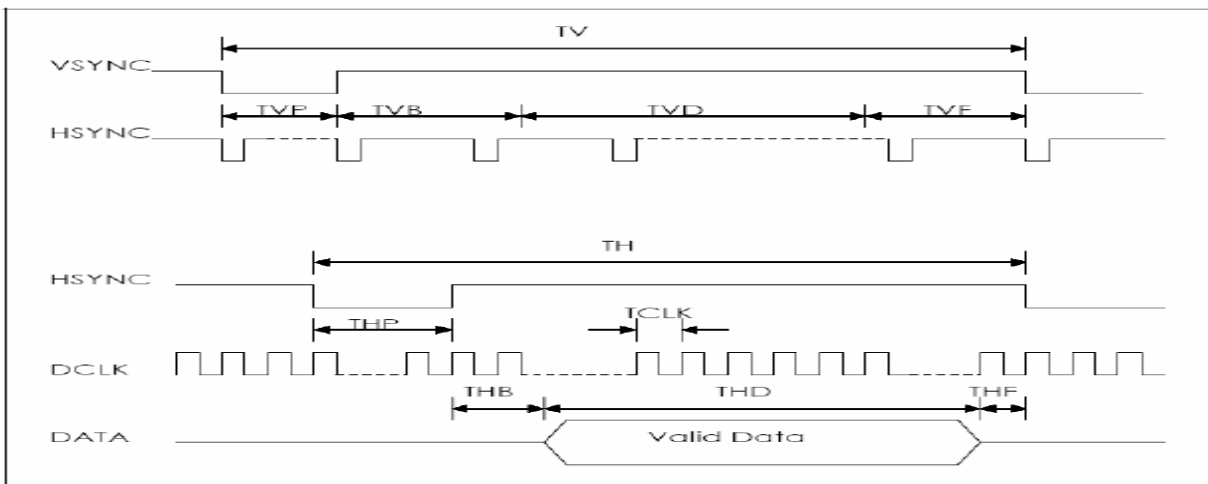 TV
VSYNC
TVP TVB TVD TVF
HSYNC
TH
HSYNC
THP TCLK
DCLK
THB THD THF
DATA Valid Data